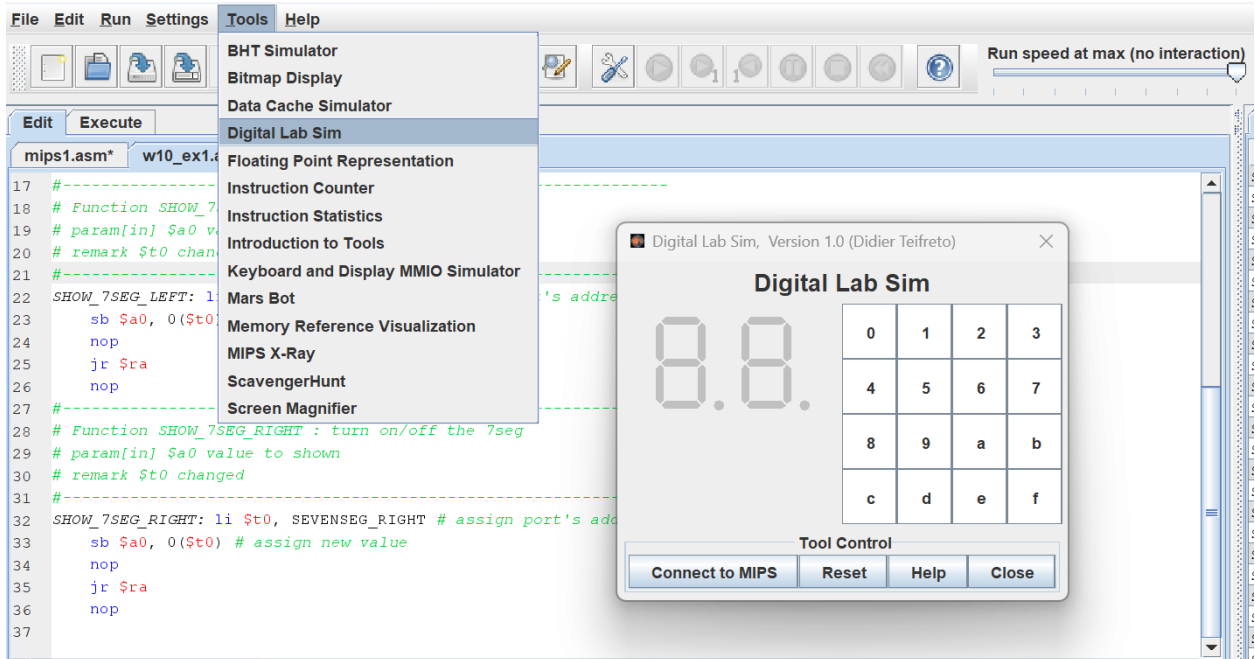 File Edit Run Settings Tools Help
Run speed at max (no interaction)
BHT Simulator
Bitmap Display
Data Cache Simulator
Digital Lab Sim
Floating Point Representation
Instruction Counter
Instruction Statistics
Introduction to Tools
Keyboard and Display MMIO Simulator
Mars Bot
Memory Reference Visualization
MIPS X-Ray
ScavengerHunt
Screen Magnifier
Edit Execute
mips1.asm* w10_ex1.a
17 #---------------------------------------------------------------
18 # Function SHOW_7
19 # param[in] $a0 v
20 # remark $t0 chan
21 #---------------------------------------------------------------
22 SHOW_7SEG_LEFT: l 's addre
23 sb $a0, 0($t0)
24 nop
25 jr $ra
26 nop
27 #---------------------------------------------------------------
28 # Function SHOW_7SEG_RIGHT : turn on/off the 7seg
29 # param[in] $a0 value to shown
30 # remark $t0 changed
31 #---------------------------------------------------------------
32 SHOW_7SEG_RIGHT: li $t0, SEVENSEG_RIGHT # assign port's add
33 sb $a0, 0($t0) # assign new value
34 nop
35 jr $ra
36 nop
37
Digital Lab Sim, Version 1.0 (Didier Teifreto)
Digital Lab Sim
8.8.
0 1 2 3
4 5 6 7
8 9 a b
c d e f
Tool Control
Connect to MIPS Reset Help Close